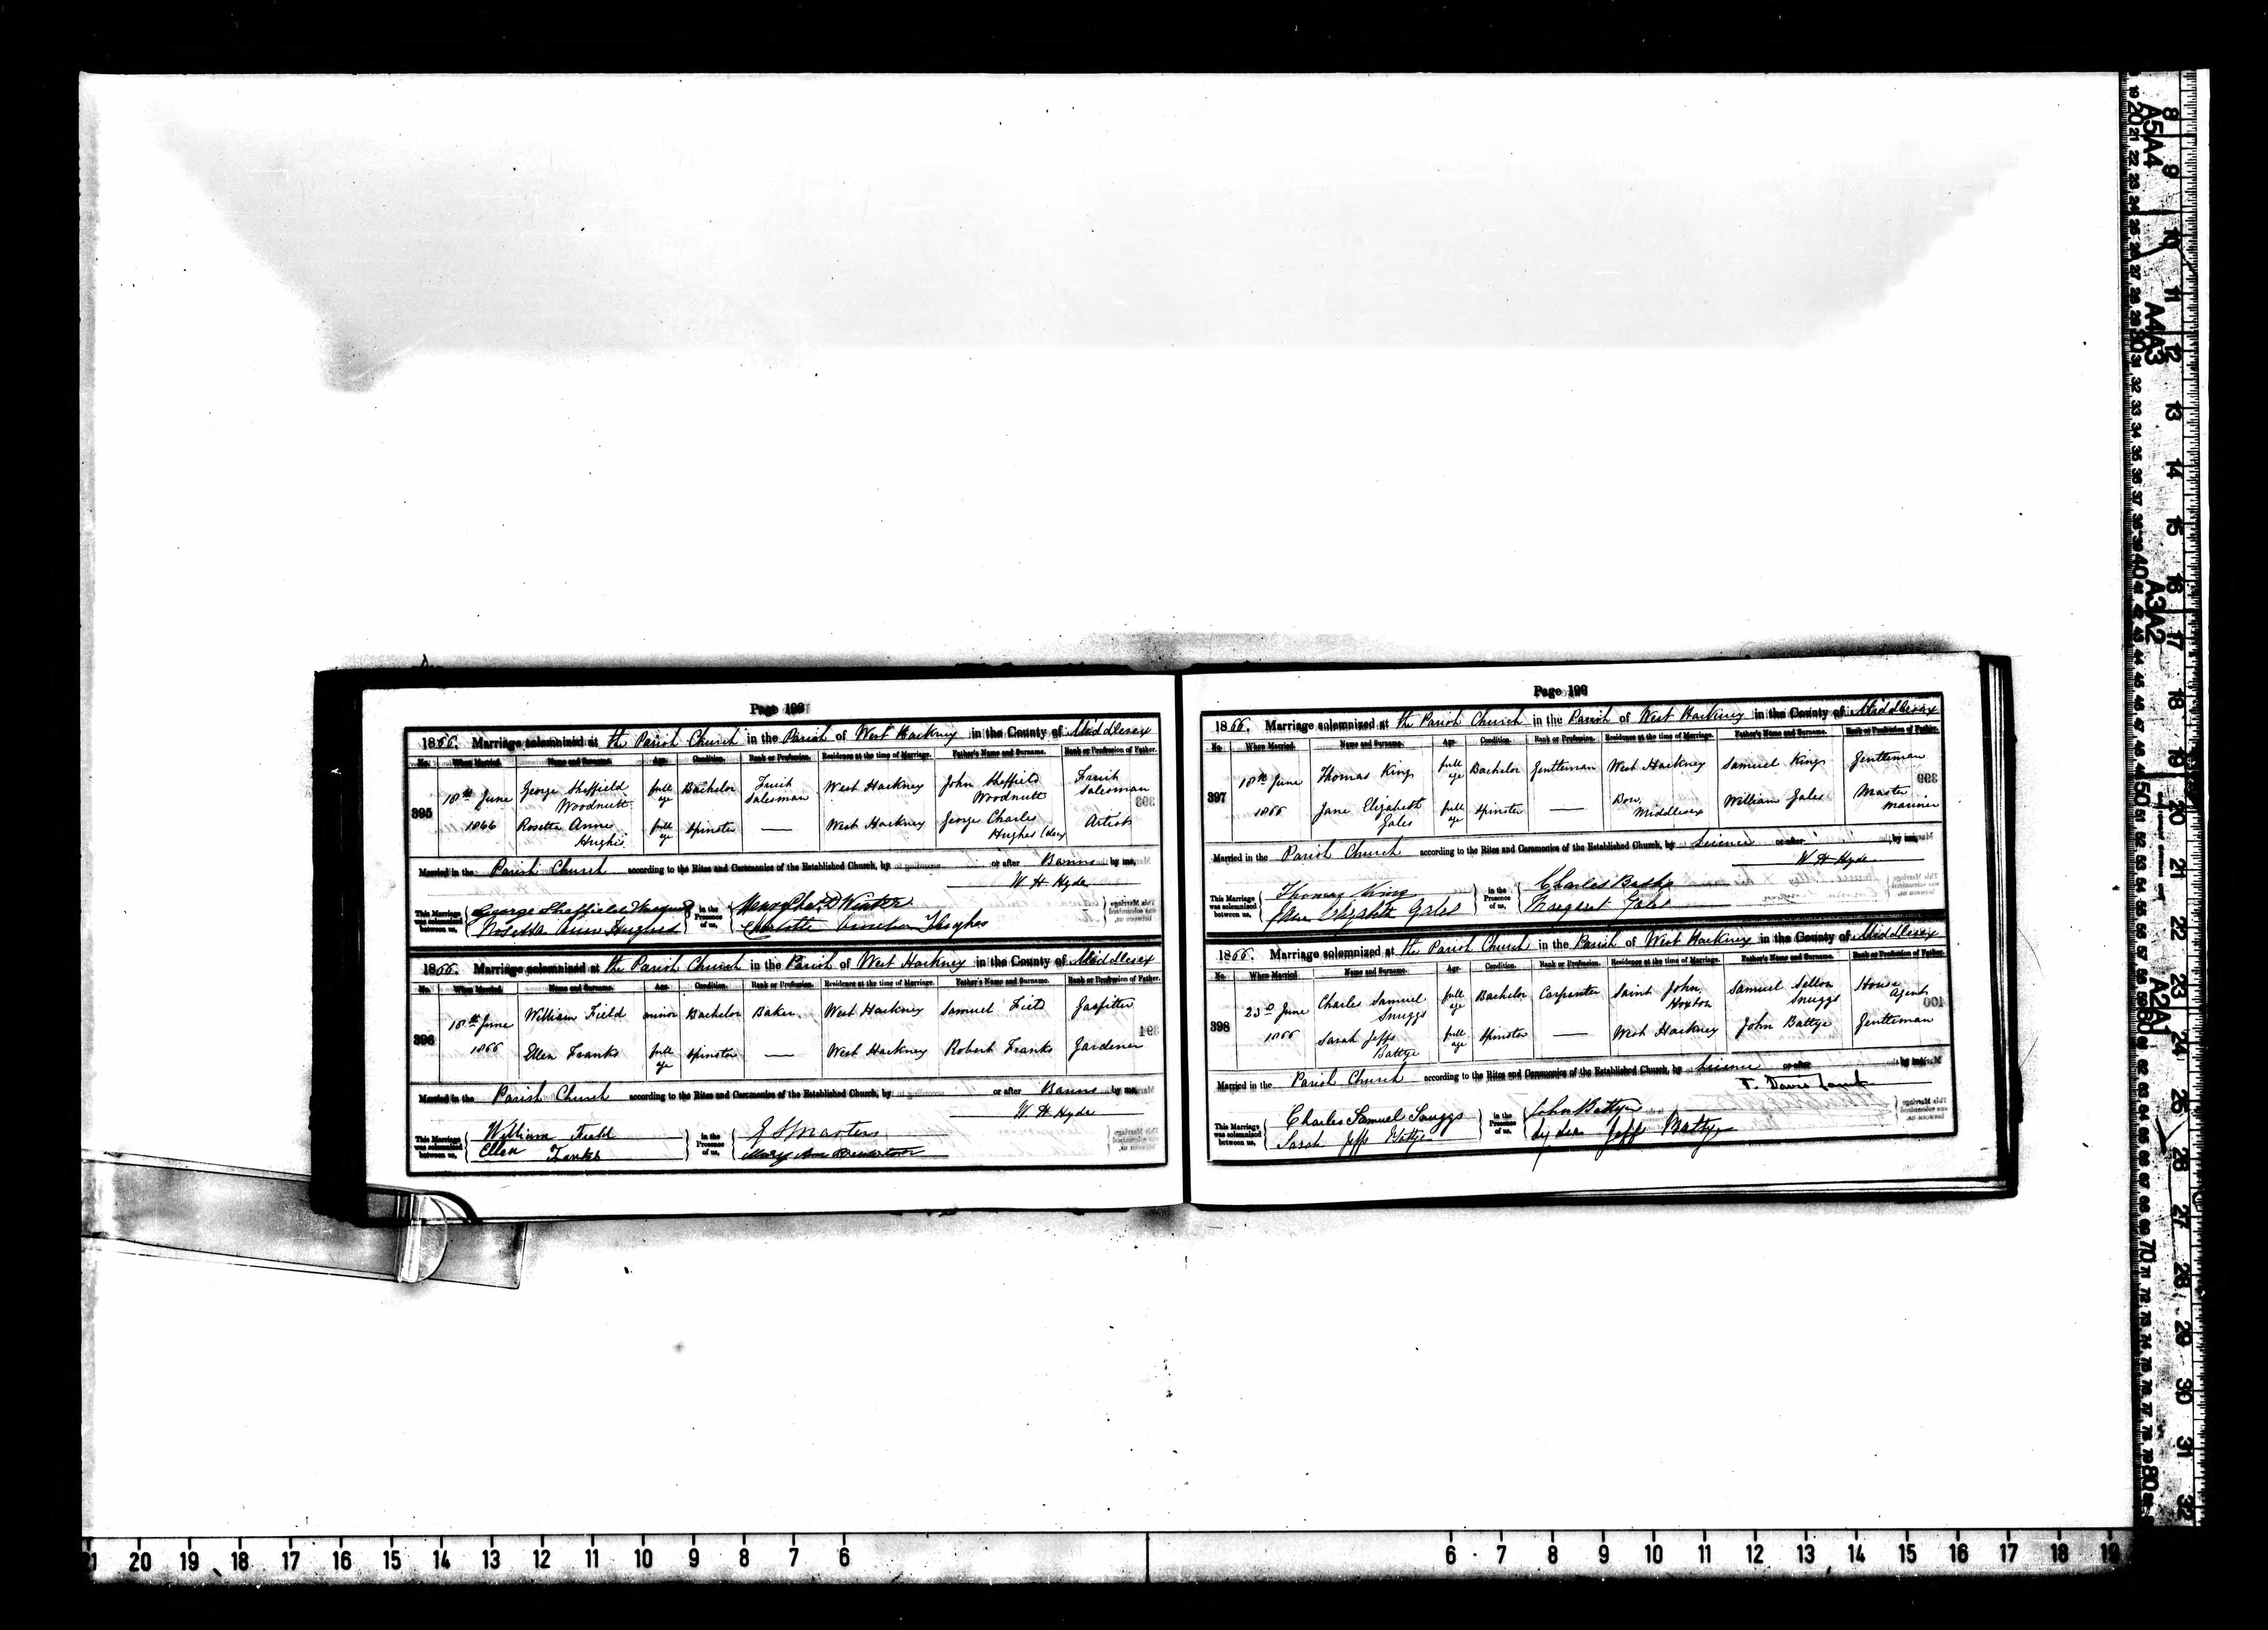 Page 198
1866. Marriage solemnized at the Parish Church in the Parish of West Hackney in the County of Middlesex
No. When Married. Name and Surname. Age. Condition. Rank or Profession. Residence at the time of Marriage. Father's Name and Surname. Rank or Profession of Father.
395 18th June 1866 George Sheffield Woodnutt full age Bachelor Fruit Salesman West Hackney John Sheffield Woodnutt Fruit Salesman
Rosetta Anne Hughes full age Spinster — West Hackney George Charles Hughes (dec) Artist
Married in the Parish Church according to the Rites and Ceremonies of the Established Church, by or after Banns by me,
W H Hyde
This Marriage was solemnized between us, George Sheffield Woodnutt in the Presence of us,
Rosetta Ann Hughes Charlotte Hughes
1866. Marriage solemnized at the Parish Church in the Parish of West Hackney in the County of Middlesex
No. When Married. Name and Surname. Age. Condition. Rank or Profession. Residence at the time of Marriage. Father's Name and Surname. Rank or Profession of Father.
396 18th June 1866 William Field minor Bachelor Baker West Hackney Samuel Field Gasfitter
Ellen Franks full age Spinster — West Hackney Robert Franks Gardener
Married in the Parish Church according to the Rites and Ceremonies of the Established Church, by or after Banns by me,
W H Hyde
This Marriage was solemnized between us, William Field in the Presence of us,
Ellen Franks Mary Ann
Page 199
1866. Marriage solemnized at the Parish Church in the Parish of West Hackney in the County of Middlesex
No. When Married. Name and Surname. Age. Condition. Rank or Profession. Residence at the time of Marriage. Father's Name and Surname. Rank or Profession of Father.
397 18th June 1866 Thomas King full age Bachelor Gentleman West Hackney Samuel King Gentleman
Jane Elizabeth Gales full age Spinster — Bow, Middlesex William Gales Master Mariner
Married in the Parish Church according to the Rites and Ceremonies of the Established Church, by Licence or after by me,
W H Hyde
This Marriage was solemnized between us, Thomas King in the Presence of us, Charles
Jane Elizabeth Gales Margaret Gales
1866. Marriage solemnized at the Parish Church in the Parish of West Hackney in the County of Middlesex
No. When Married. Name and Surname. Age. Condition. Rank or Profession. Residence at the time of Marriage. Father's Name and Surname. Rank or Profession of Father.
398 23d June 1866 Charles Samuel Snuggs full age Bachelor Carpenter Saint John, Hoxton Samuel Snuggs House Agent
Sarah Jeffs Battye full age Spinster — West Hackney John Battye Gentleman
Married in the Parish Church according to the Rites and Ceremonies of the Established Church, by Licence or after by me,
T. Davis Lamb
This Marriage was solemnized between us, Charles Samuel Snuggs in the Presence of us, John Battye
Sarah Jeffs Battye Lydia Jeffs Battye